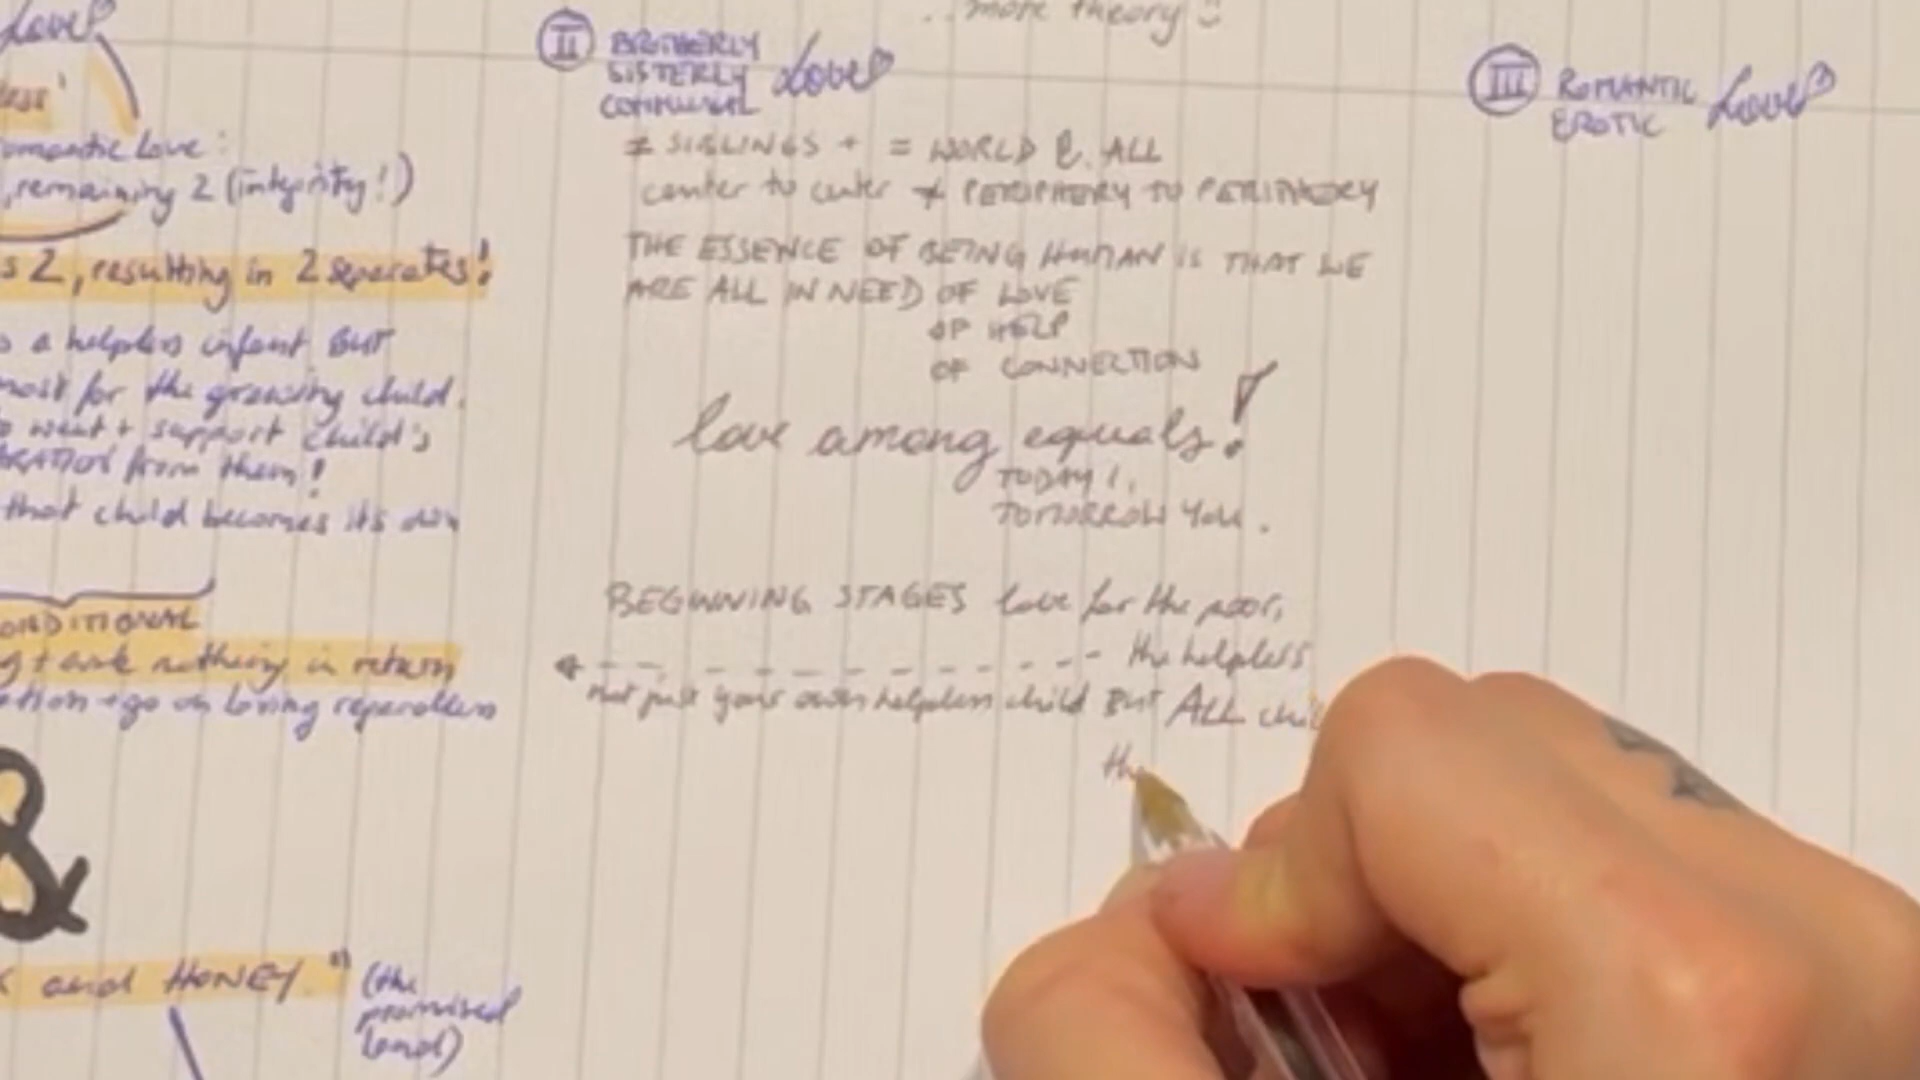 ..more theory
Love
less'
romantic Love:
, remaining 2 (integrity!)
s 2, resulting in 2 separates!
a helpless infant BUT
most for the growing child.
want + support child's
from them!
that child becomes its own
ONDITIONAL
g + ask nothing in return
go on loving regardless
&
and HONEY."
(the
promised
land)
II BROTHERLY
SISTERLY Love
COMMUNAL
≠ SIBLINGS + = WORLD & ALL
center to center ≠ PERIPHERY TO PERIPHERY
THE ESSENCE OF BEING HUMAN IS THAT WE
ARE ALL IN NEED OF LOVE
OF HELP
OF CONNECTION
love among equals!
TODAY I,
TOMORROW YOU.
BEGINNING STAGES love for the poor,
the helpless
not just your own helpless child BUT ALL chil
the
III ROMANTIC Love
EROTIC